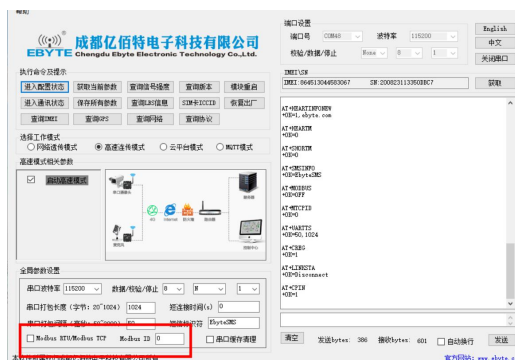 帮助
成都亿佰特电子科技有限公司
EBYTE Chengdu Ebyte Electronic Technology Co.,Ltd.
执行命令及提示
进入配置状态 获取当前参数 查询信号强度 查询版本 模块重启
进入通讯状态 保存所有参数 查询LBS信息 SIM卡ICCID 恢复出厂
查询IMEI 查询GPS 查询网络 查询协议
选择工作模式
网络透传模式 高速连传模式 云平台模式 MQTT模式
高速模式相关参数
启动高速模式
全局参数设置
串口波特率 115200 数据/校验/停止 8 N 1
串口打包长度 (字节: 20~1024) 1024 短连接时间(s) 0
EbyteSMS
Modbus RTU/Modbus TCP Modbus ID 0 串口缓存清理
端口设置
端口号 COM48 波特率 115200
校验/数据/停止 None 8 1
English
中文
关闭串口
IMEI\SN
IMEI:864513044583067 SN:200823113350BBC7 获取
AT+HEARTINFONEW
+OK=1,ebyte.com
AT+HEARTM
+OK=0
AT+SHORTM
+OK=0
AT+SMSINFO
+OK=EbyteSMS
AT+MODBUS
+OK=OFF
AT+MTCPID
+OK=0
AT+UARTTS
+OK=50,1024
AT+CREG
+OK=1
AT+LINKSTA
+OK=Disconnect
AT+CPIN
+OK=1
清空 发送bytes: 386 接收bytes: 601 自动换行 发送